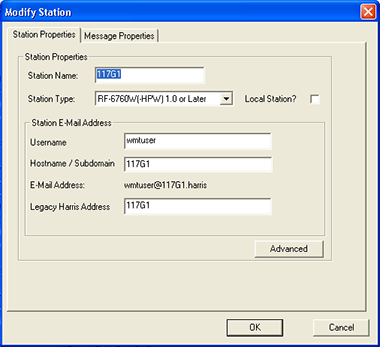 Modify Station
Station Properties Message Properties
Station Properties
Station Name: 117G1
Station Type: RF-6760W(-HPW) 1.0 or Later Local Station?
Station E-Mail Address
Username wmtuser
Hostname / Subdomain 117G1
E-Mail Address: wmtuser@117G1.harris
Legacy Harris Address 117G1
Advanced
OK Cancel